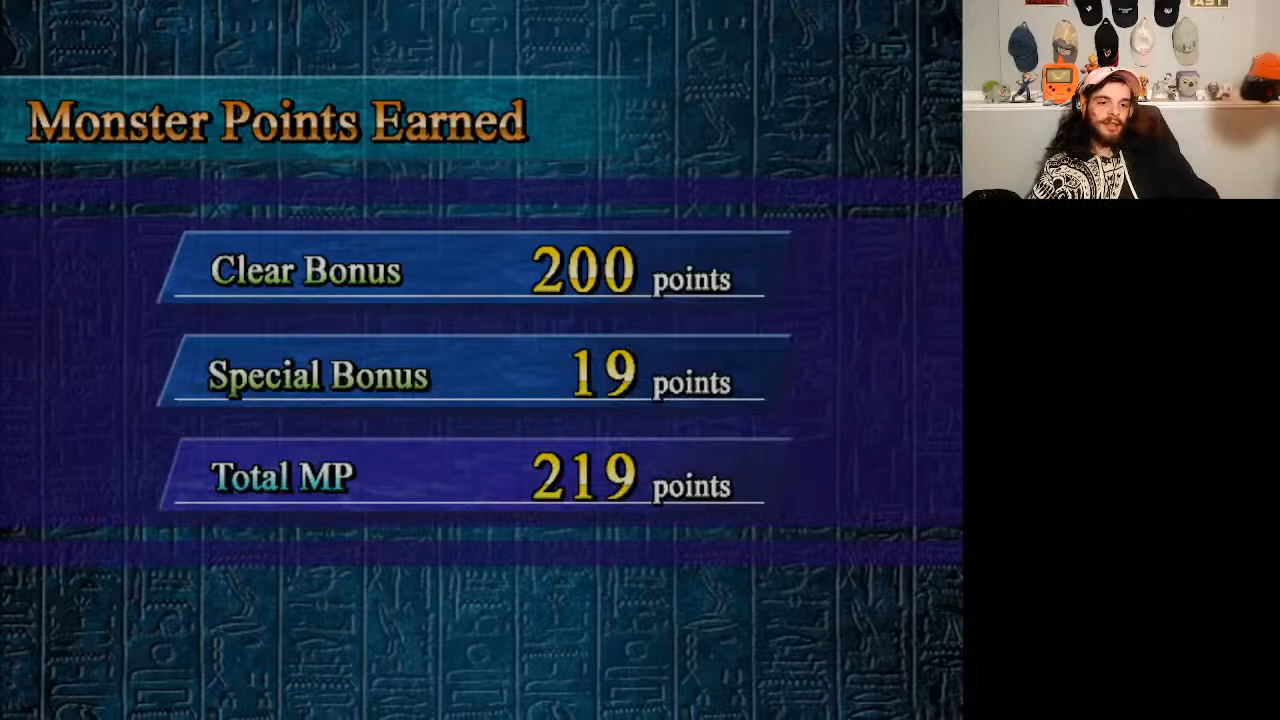 Monster Points Earned
Clear Bonus 200 points
Special Bonus 19 points
Total MP 219 points